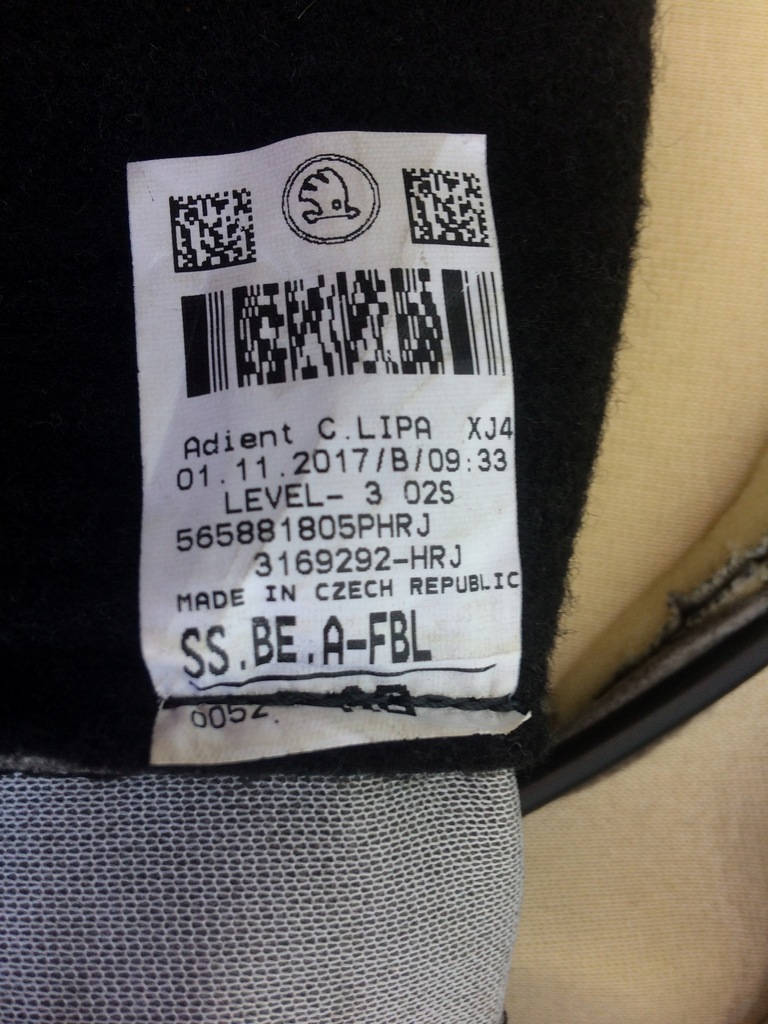 Adient C.LIPA XJ4
01.11.2017/B/09:33
LEVEL- 3 02S
565881805PHRJ
3169292-HRJ
MADE IN CZECH REPUBLIC
SS.BE.A-FBL
0052.